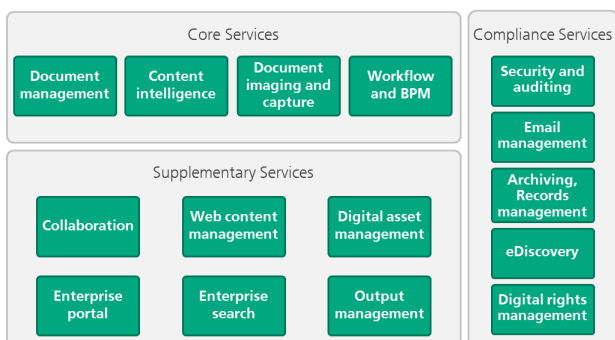 Core Services
Document
management
Content
intelligence
Document
imaging and
capture
Workflow
and BPM
Supplementary Services
Collaboration
Web content
management
Digital asset
management
Enterprise
portal
Enterprise
search
Output
management
Compliance Services
Security and
auditing
Email
management
Archiving,
Records
management
eDiscovery
Digital rights
management